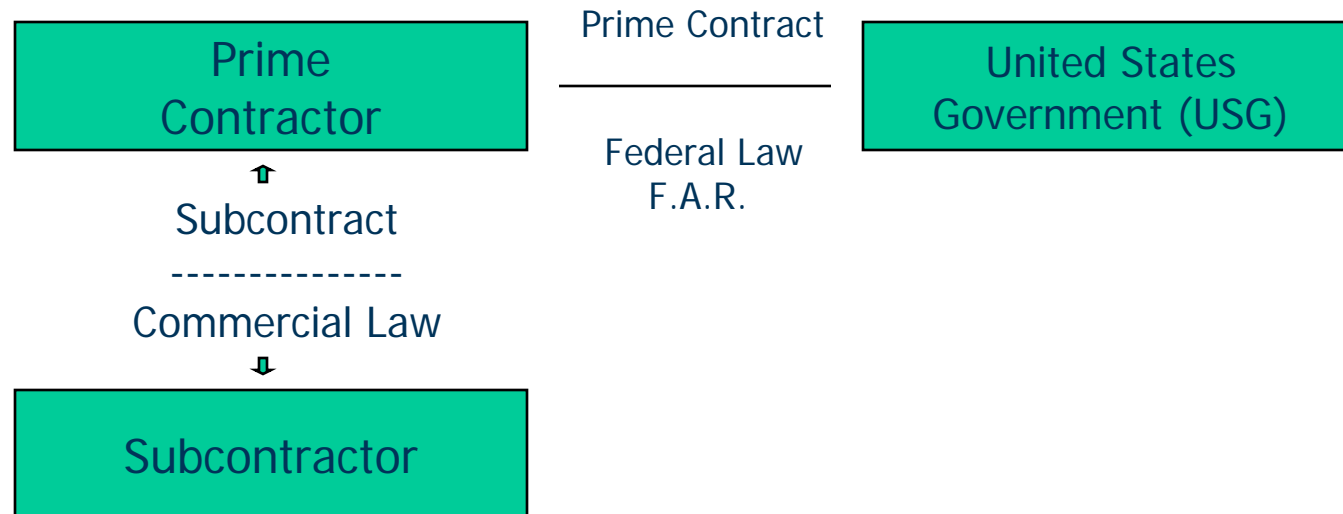 Prime
Contractor
Prime Contract
Federal Law
F.A.R.
United States
Government (USG)
Subcontract
---------------
Commercial Law
Subcontractor